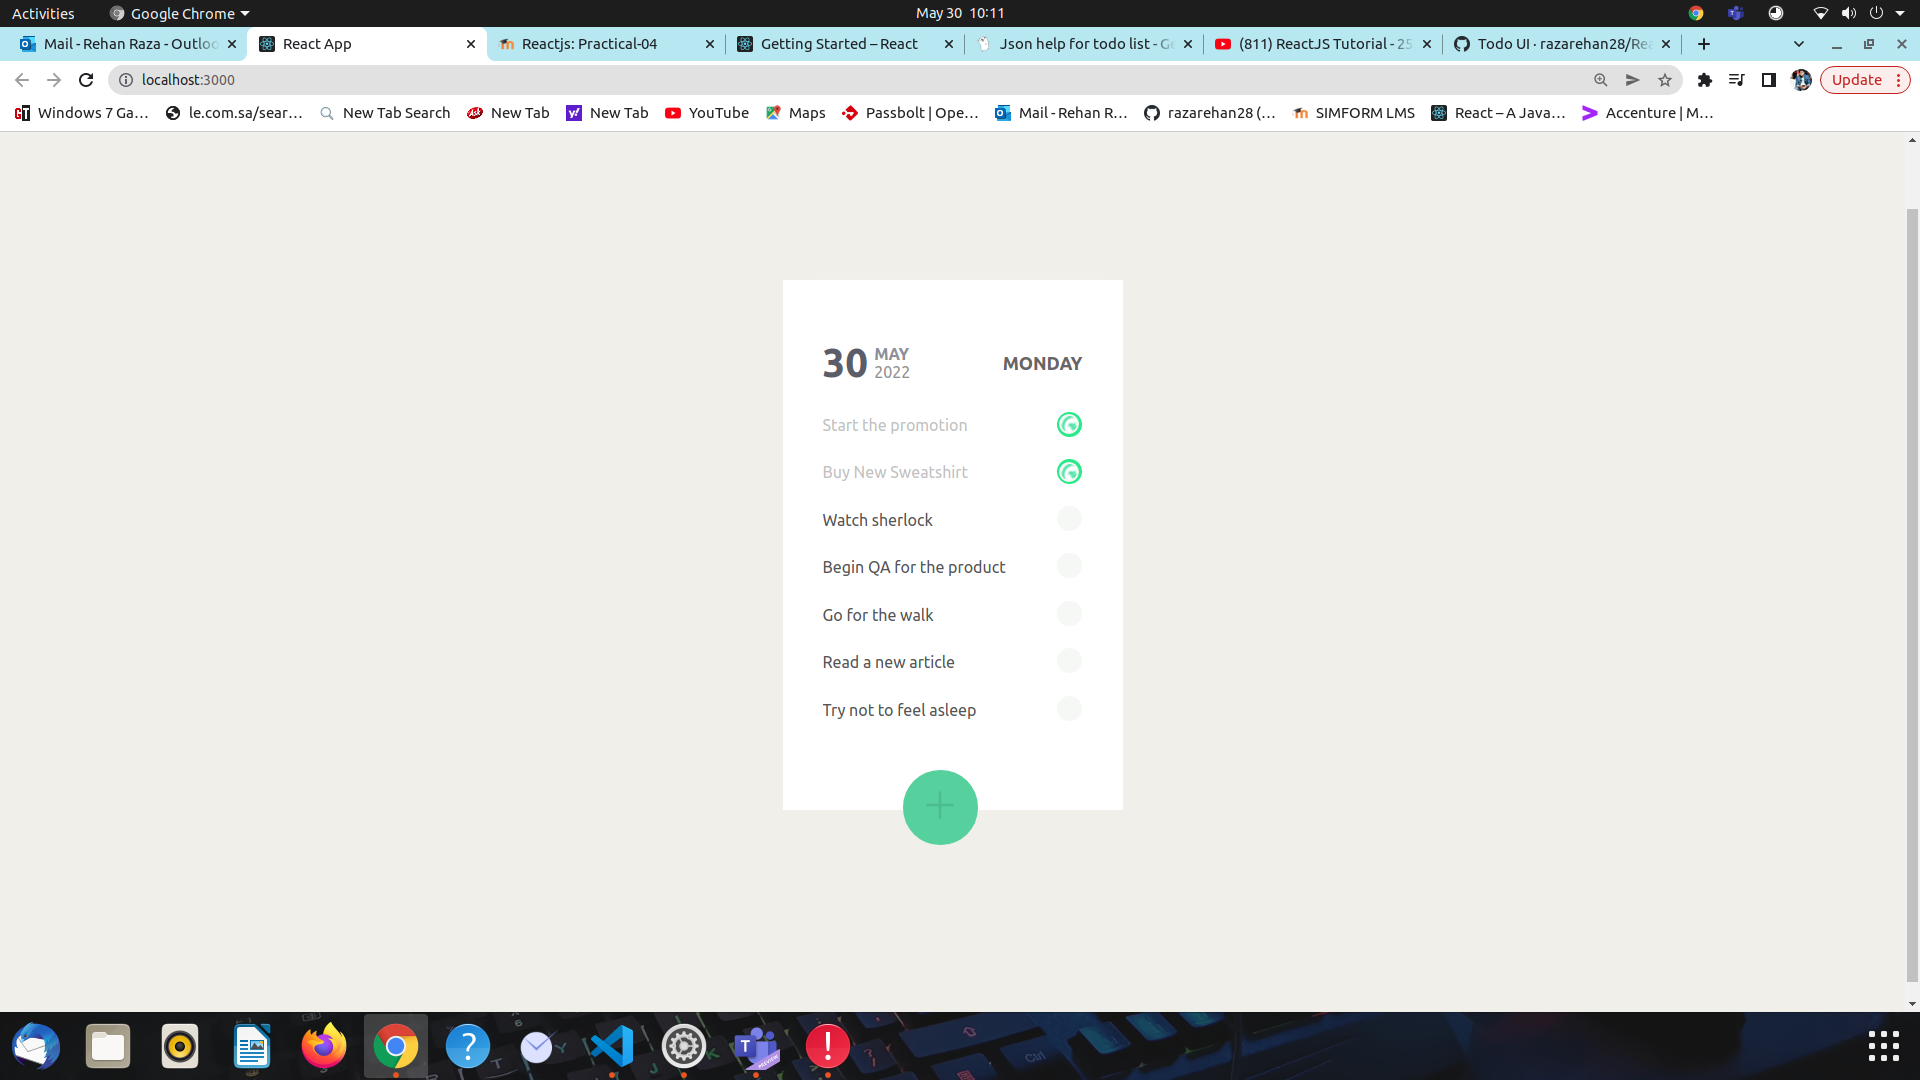 Activities Google Chrome May 30 10:11
Mail - Rehan Raza - Outloo React App Reactjs: Practical-04 Getting Started – React Json help for todo list - Ge (811) ReactJS Tutorial - 25 Todo UI · razarehan28/Rea
localhost:3000 Update
Windows 7 Ga… le.com.sa/sear… New Tab Search New Tab New Tab YouTube Maps Passbolt | Ope… Mail - Rehan R… razarehan28 (… SIMFORM LMS React – A Java… Accenture | M…
30 MAY 2022 MONDAY
Start the promotion
Buy New Sweatshirt
Watch sherlock
Begin QA for the product
Go for the walk
Read a new article
Try not to feel asleep